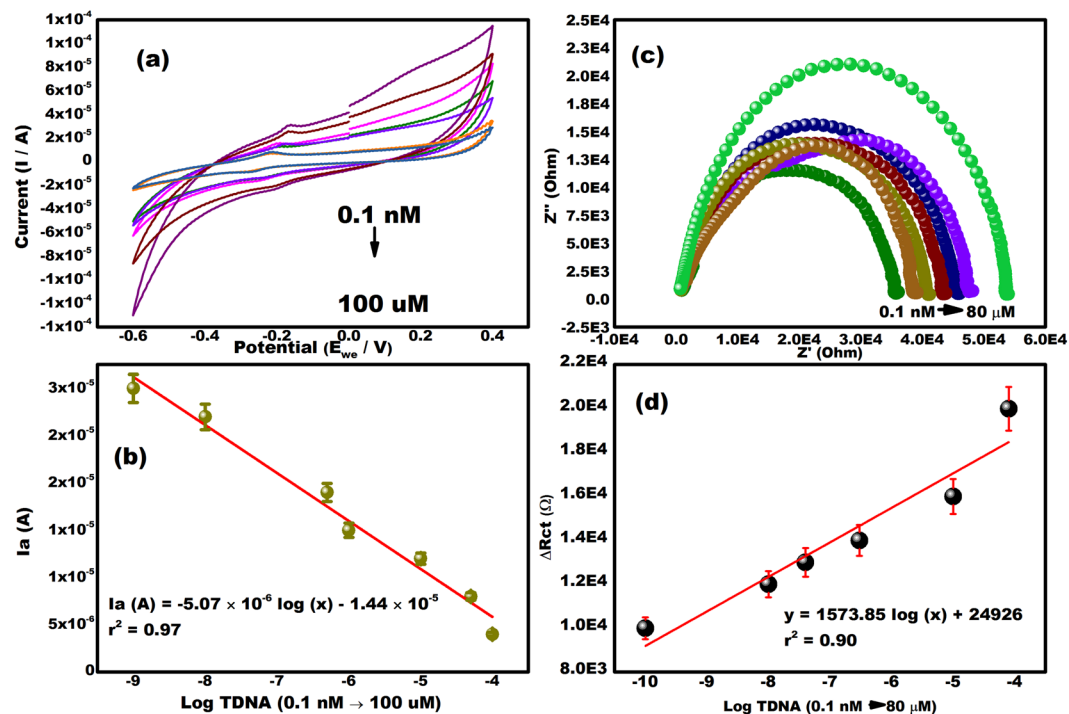 (a)
1x10⁻⁴
8x10⁻⁵
6x10⁻⁵
4x10⁻⁵
2x10⁻⁵
0
-2x10⁻⁵
-4x10⁻⁵
-6x10⁻⁵
-8x10⁻⁵
-1x10⁻⁴
-1x10⁻⁴
Current (I / A)
0.1 nM
100 uM
-0.6 -0.4 -0.2 0.0 0.2 0.4
Potential (E_we / V)
(c)
2.5E4
2.3E4
2.0E4
1.8E4
1.5E4
1.3E4
1.0E4
7.5E3
5.0E3
2.5E3
0.0
-2.5E3
Z'' (Ohm)
0.1 nM 80 μM
-1.0E4 0.0 1.0E4 2.0E4 3.0E4 4.0E4 5.0E4 6.0E4
Z' (Ohm)
(b)
3x10⁻⁵
2x10⁻⁵
2x10⁻⁵
1x10⁻⁵
1x10⁻⁵
5x10⁻⁶
0
Ia (A)
Ia (A) = -5.07 × 10⁻⁶ log (x) - 1.44 × 10⁻⁵
r² = 0.97
-9 -8 -7 -6 -5 -4
Log TDNA (0.1 nM → 100 uM)
(d)
2.2E4
2.0E4
1.8E4
1.6E4
1.4E4
1.2E4
1.0E4
8.0E3
ΔRct (Ω)
y = 1573.85 log (x) + 24926
r² = 0.90
-10 -9 -8 -7 -6 -5 -4
Log TDNA (0.1 nM 80 μM)